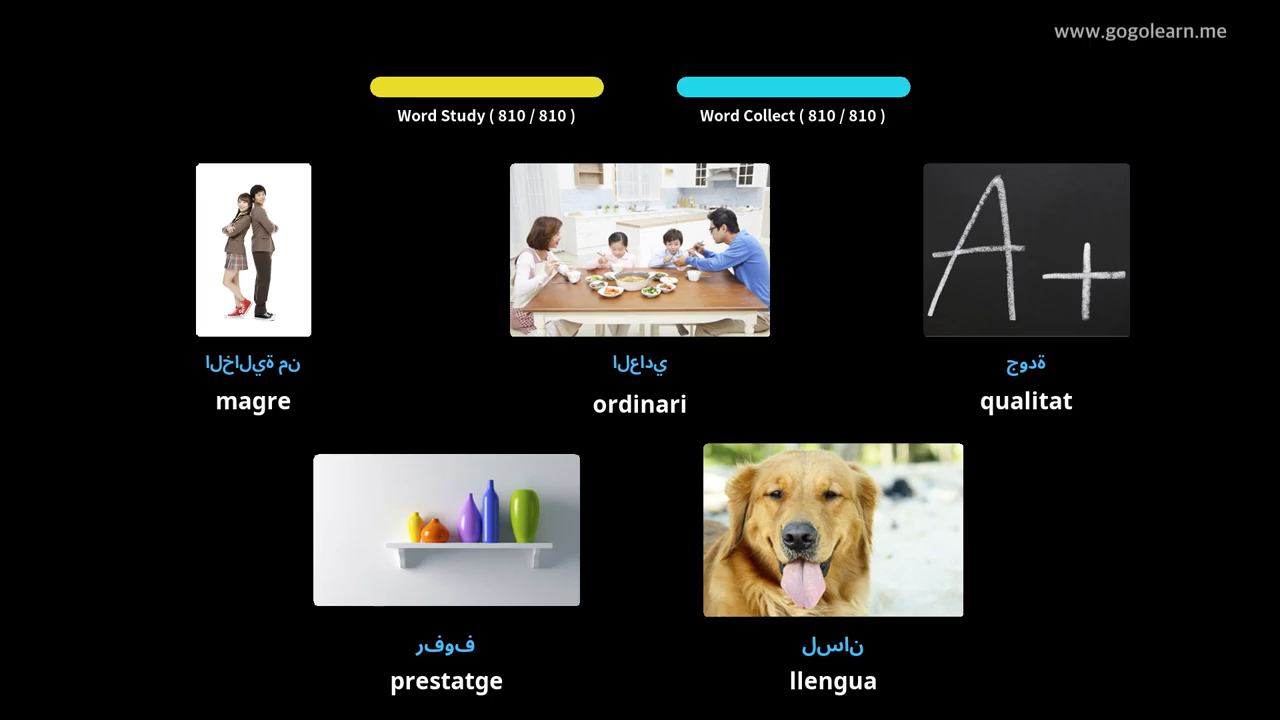 www.gogolearn.me
Word Study ( 810 / 810 )
Word Collect ( 810 / 810 )
A+
الخالية من
العادي
جودة
magre
ordinari
qualitat
رفوف
لسان
prestatge
llengua